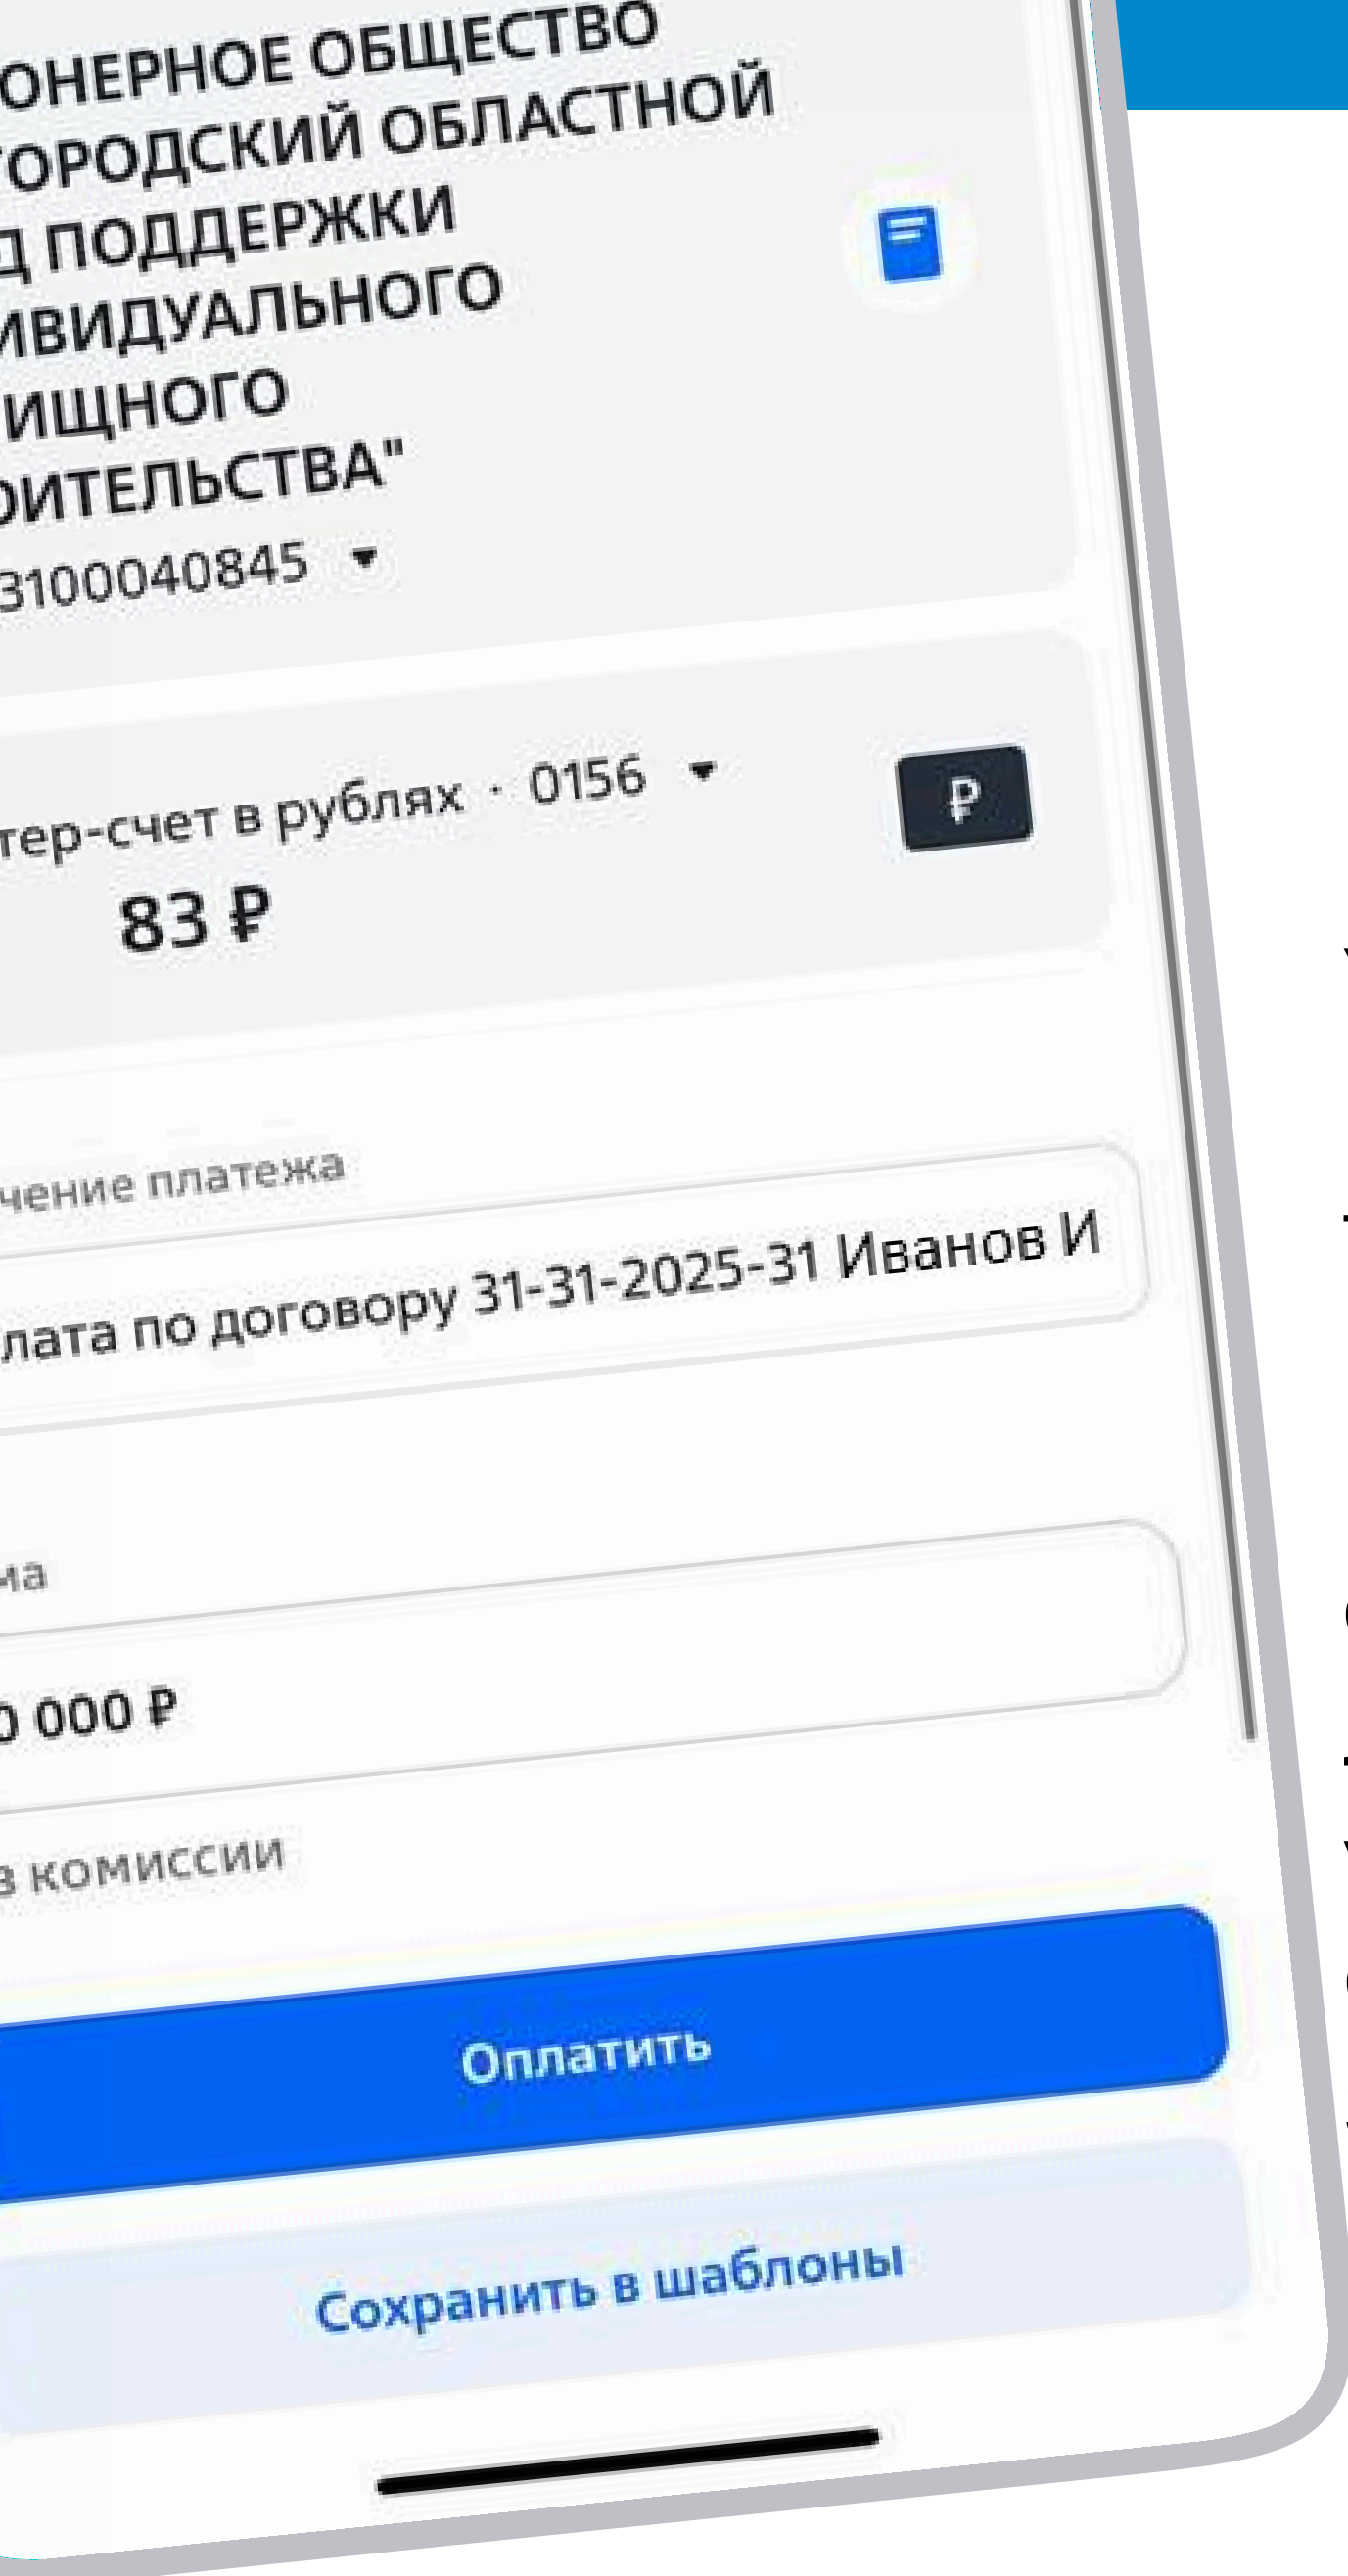 ОНЕРНОЕ ОБЩЕСТВО
ГОРОДСКИЙ ОБЛАСТНОЙ
Д ПОДДЕРЖКИ
ИВИДУАЛЬНОГО
ИЩНОГО
ОИТЕЛЬСТВА"
3100040845
тер-счет в рублях · 0156
₽
83 ₽
чение платежа
лата по договору 31-31-2025-31 Иванов И
ма
0 000 ₽
з комиссии
Оплатить
Сохранить в шаблоны